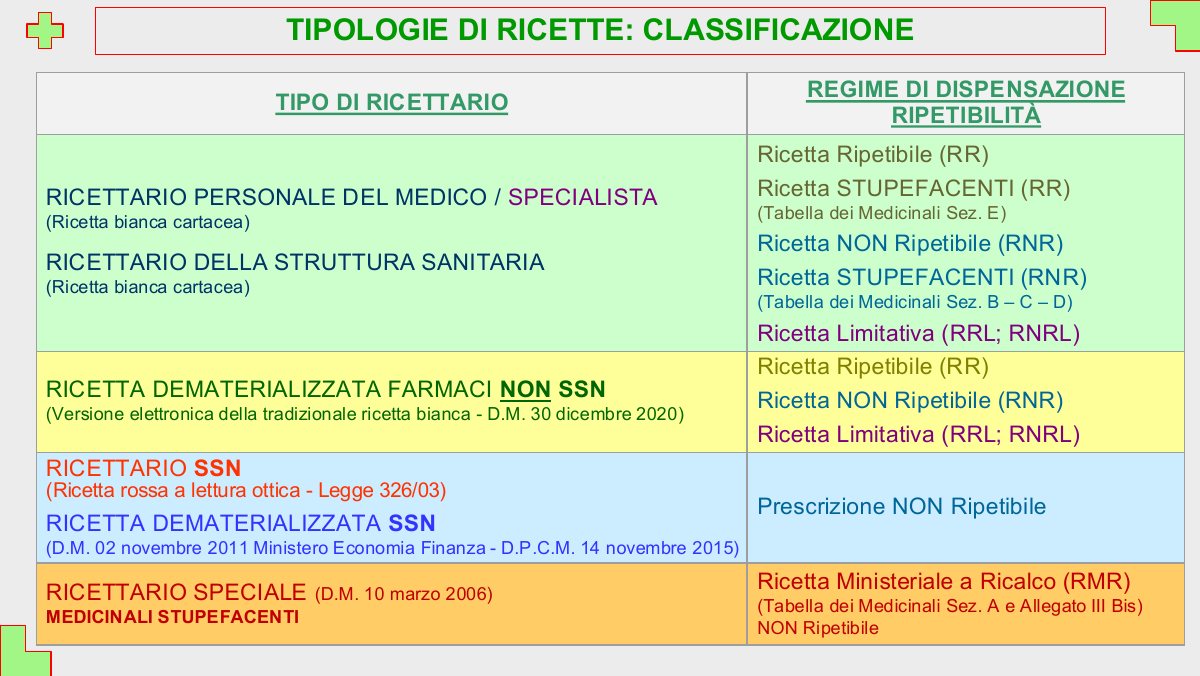 TIPOLOGIE DI RICETTE: CLASSIFICAZIONE
TIPO DI RICETTARIO
REGIME DI DISPENSAZIONE
RIPETIBILITÀ
RICETTARIO PERSONALE DEL MEDICO / SPECIALISTA
(Ricetta bianca cartacea)
RICETTARIO DELLA STRUTTURA SANITARIA
(Ricetta bianca cartacea)
Ricetta Ripetibile (RR)
Ricetta STUPEFACENTI (RR)
(Tabella dei Medicinali Sez. E)
Ricetta NON Ripetibile (RNR)
Ricetta STUPEFACENTI (RNR)
(Tabella dei Medicinali Sez. B – C – D)
Ricetta Limitativa (RRL; RNRL)
RICETTA DEMATERIALIZZATA FARMACI NON SSN
(Versione elettronica della tradizionale ricetta bianca - D.M. 30 dicembre 2020)
Ricetta Ripetibile (RR)
Ricetta NON Ripetibile (RNR)
Ricetta Limitativa (RRL; RNRL)
RICETTARIO SSN
(Ricetta rossa a lettura ottica - Legge 326/03)
RICETTA DEMATERIALIZZATA SSN
(D.M. 02 novembre 2011 Ministero Economia Finanza - D.P.C.M. 14 novembre 2015)
Prescrizione NON Ripetibile
RICETTARIO SPECIALE (D.M. 10 marzo 2006)
MEDICINALI STUPEFACENTI
Ricetta Ministeriale a Ricalco (RMR)
(Tabella dei Medicinali Sez. A e Allegato III Bis)
NON Ripetibile